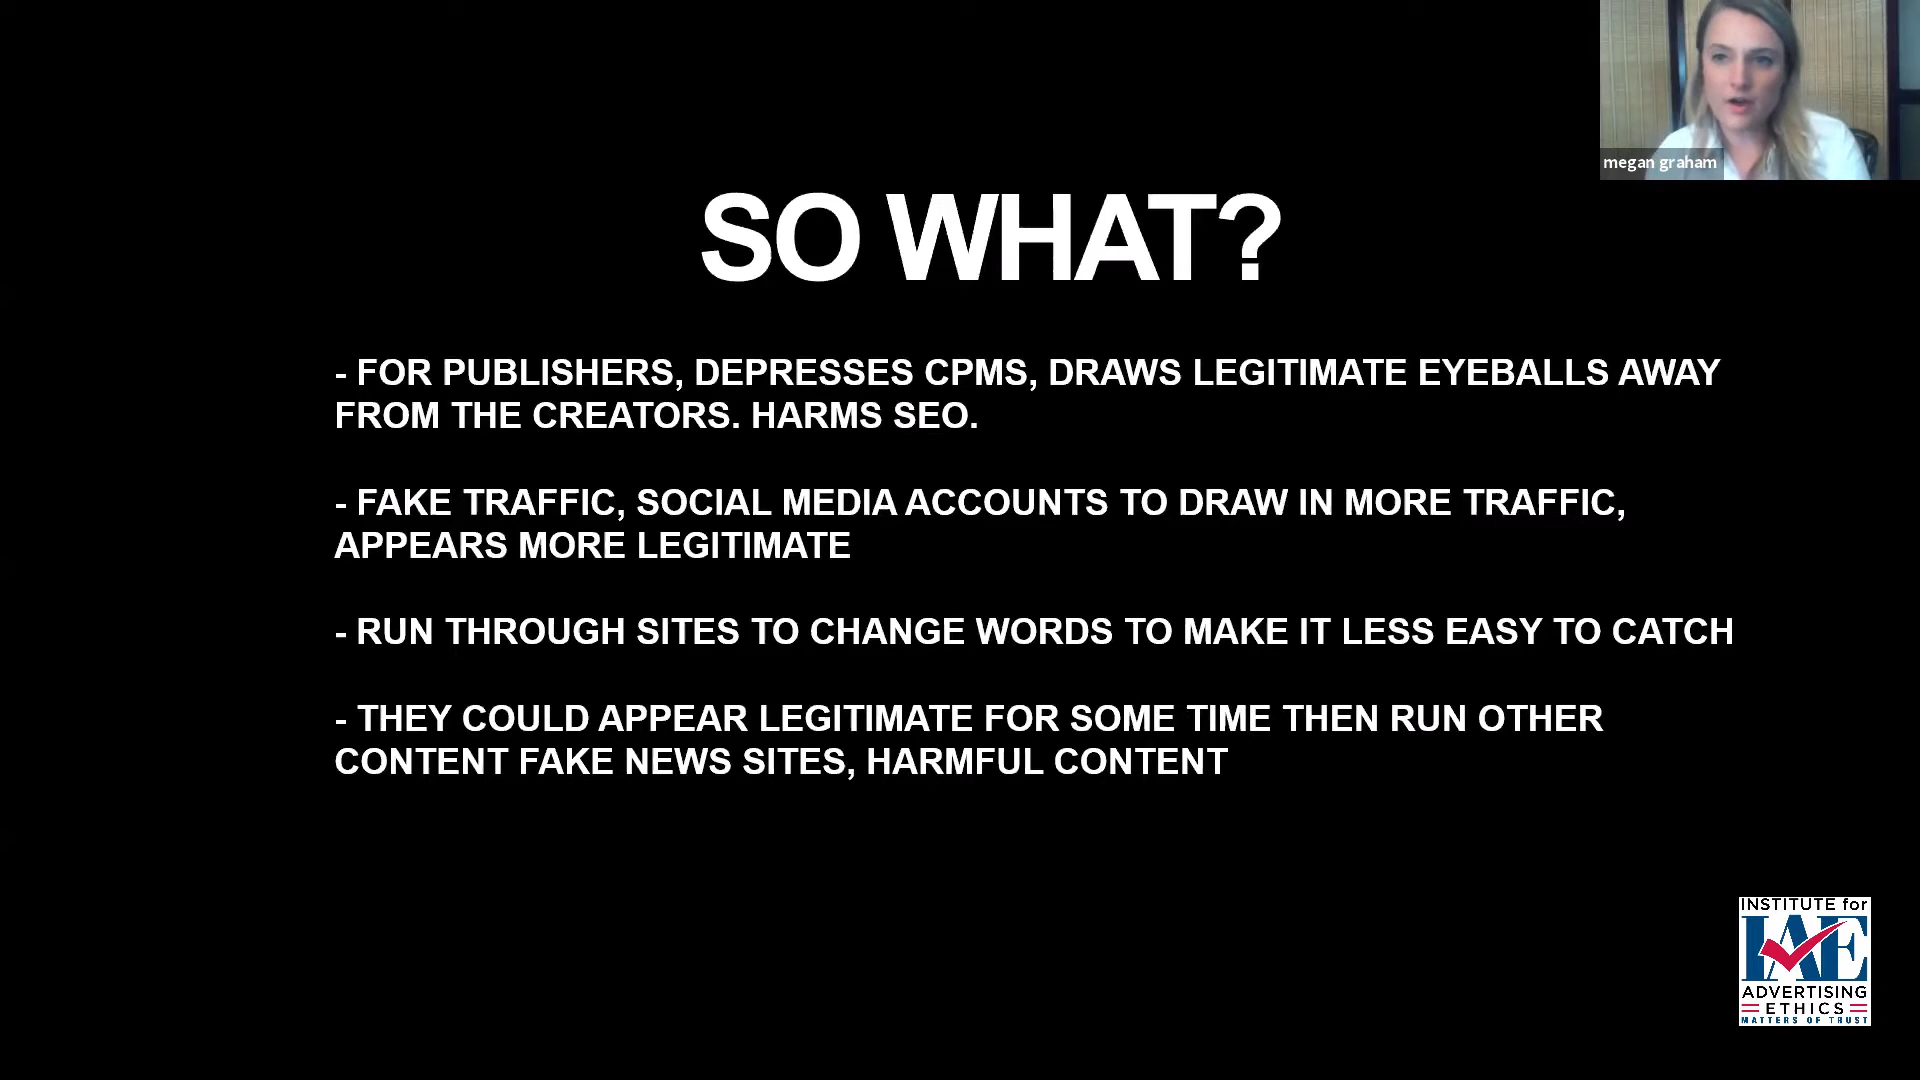 megan graham
SO WHAT?
- FOR PUBLISHERS, DEPRESSES CPMS, DRAWS LEGITIMATE EYEBALLS AWAY
FROM THE CREATORS. HARMS SEO.
- FAKE TRAFFIC, SOCIAL MEDIA ACCOUNTS TO DRAW IN MORE TRAFFIC,
APPEARS MORE LEGITIMATE
- RUN THROUGH SITES TO CHANGE WORDS TO MAKE IT LESS EASY TO CATCH
- THEY COULD APPEAR LEGITIMATE FOR SOME TIME THEN RUN OTHER
CONTENT FAKE NEWS SITES, HARMFUL CONTENT
INSTITUTE for
IAE
ADVERTISING
ETHICS
MATTERS OF TRUST